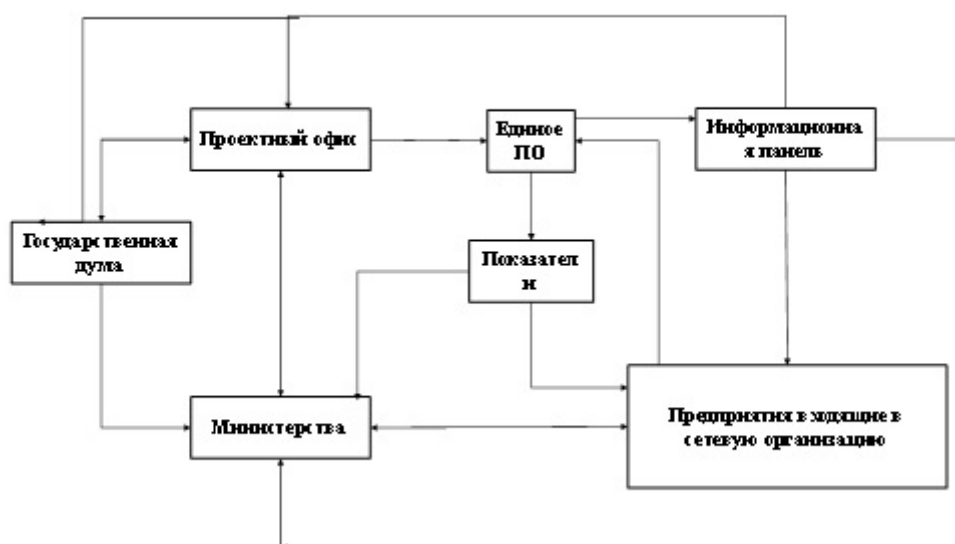 Проектный офис
Единое
ПО
Информационна
я панель
Государственная
дума
Показател
и
Министерства
Предприятия входящие в
сетевую организацию